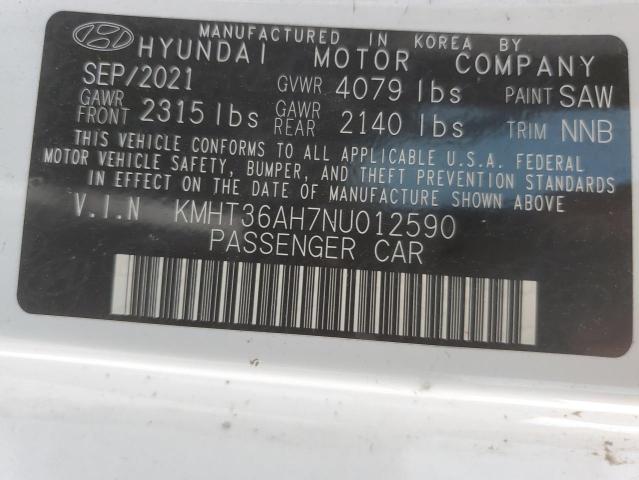 MANUFACTURED IN KOREA BY
HYUNDAI MOTOR COMPANY
SEP/2021 GVWR 4079 lbs PAINT SAW
GAWR FRONT 2315 lbs GAWR REAR 2140 lbs TRIM NNB
THIS VEHICLE CONFORMS TO ALL APPLICABLE U.S.A. FEDERAL
MOTOR VEHICLE SAFETY, BUMPER, AND THEFT PREVENTION STANDARDS
IN EFFECT ON THE DATE OF MANUFACTURE SHOWN ABOVE.
V.I.N KMHT36AH7NU012590
PASSENGER CAR